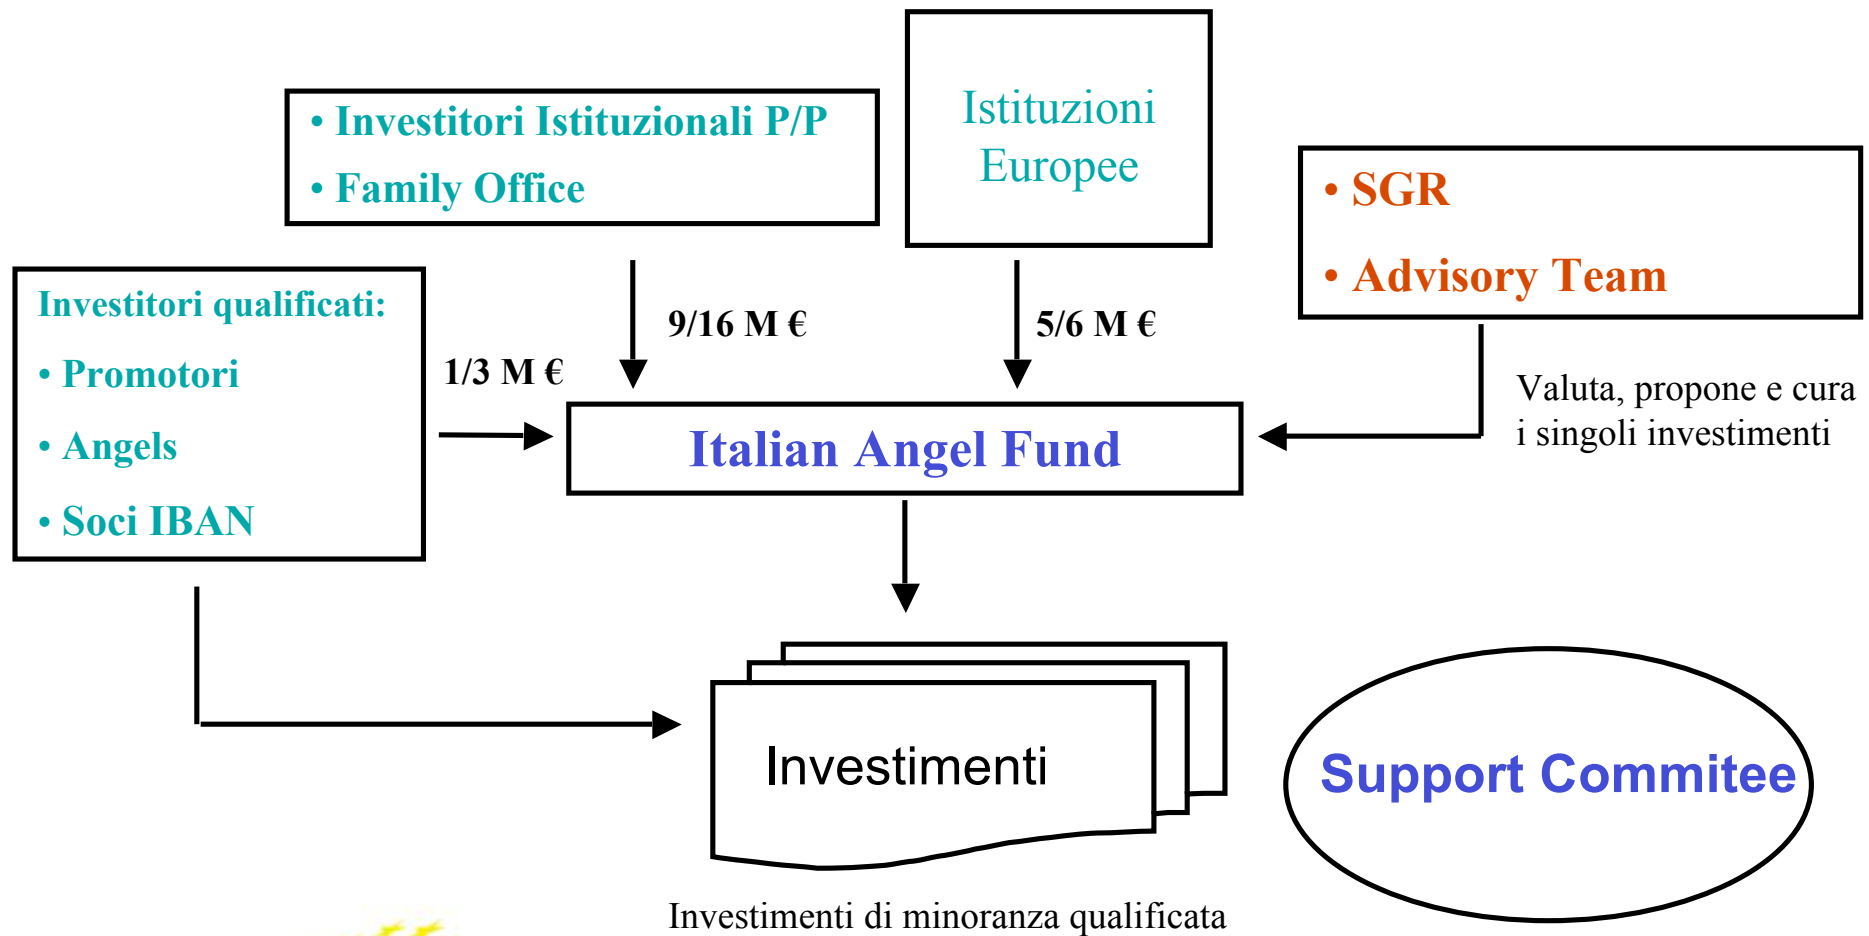 • Investitori Istituzionali P/P
• Family Office
Istituzioni
Europee
• SGR
• Advisory Team
Investitori qualificati:
• Promotori
• Angels
• Soci IBAN
1/3 M €
9/16 M €
5/6 M €
Valuta, propone e cura
i singoli investimenti
Italian Angel Fund
Investimenti
Support Commitee
Investimenti di minoranza qualificata